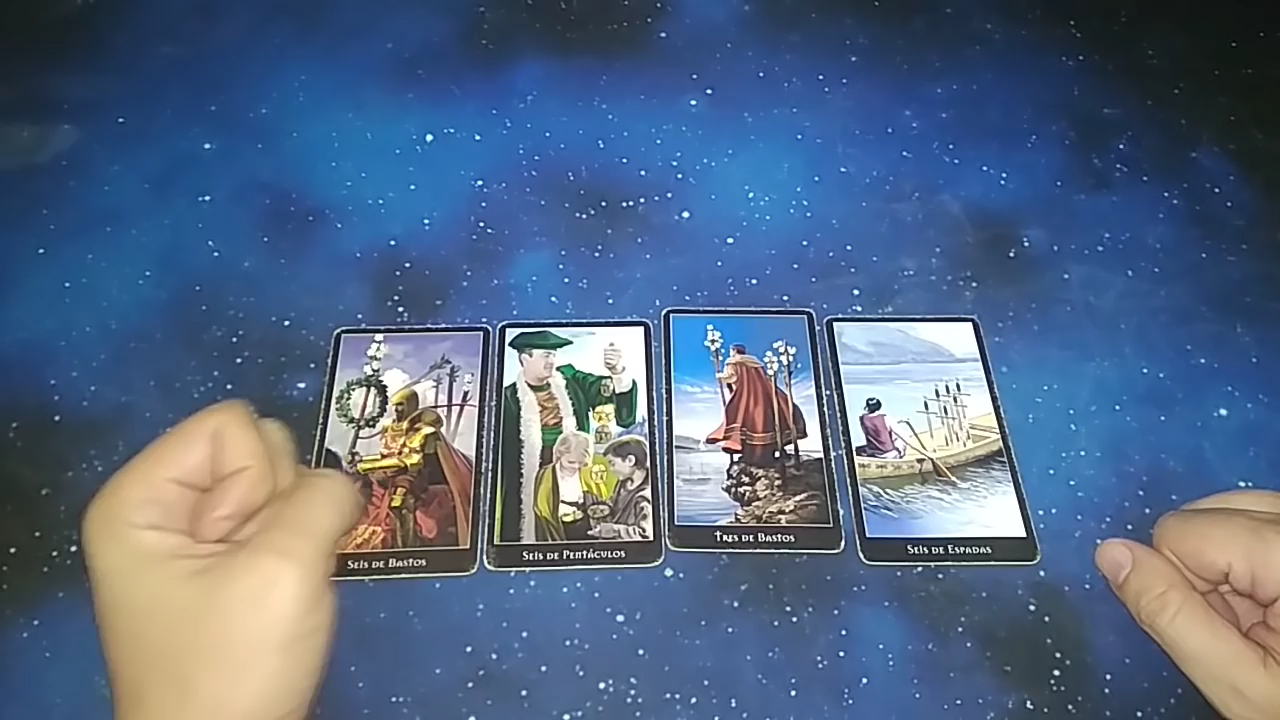 Seis de Bastos
Seis de Pentáculos
Tres de Bastos
Seis de Espadas